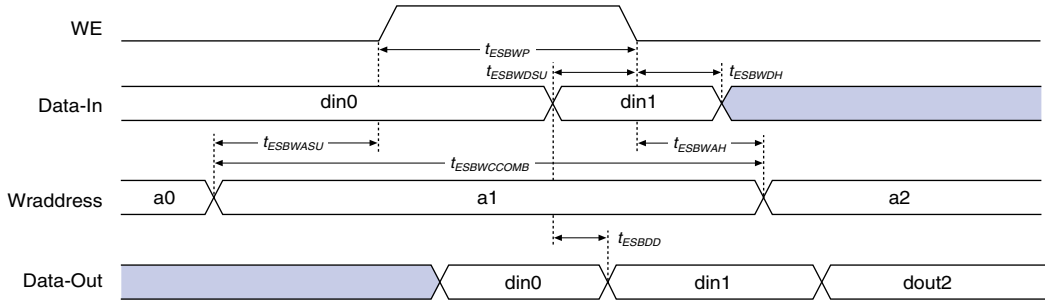 WE
tESBWP
tESBWDSU
tESBWDH
Data-In
din0
din1
tESBWASU
tESBWAH
tESBWCCOMB
Wraddress
a0
a1
a2
tESBDD
Data-Out
din0
din1
dout2